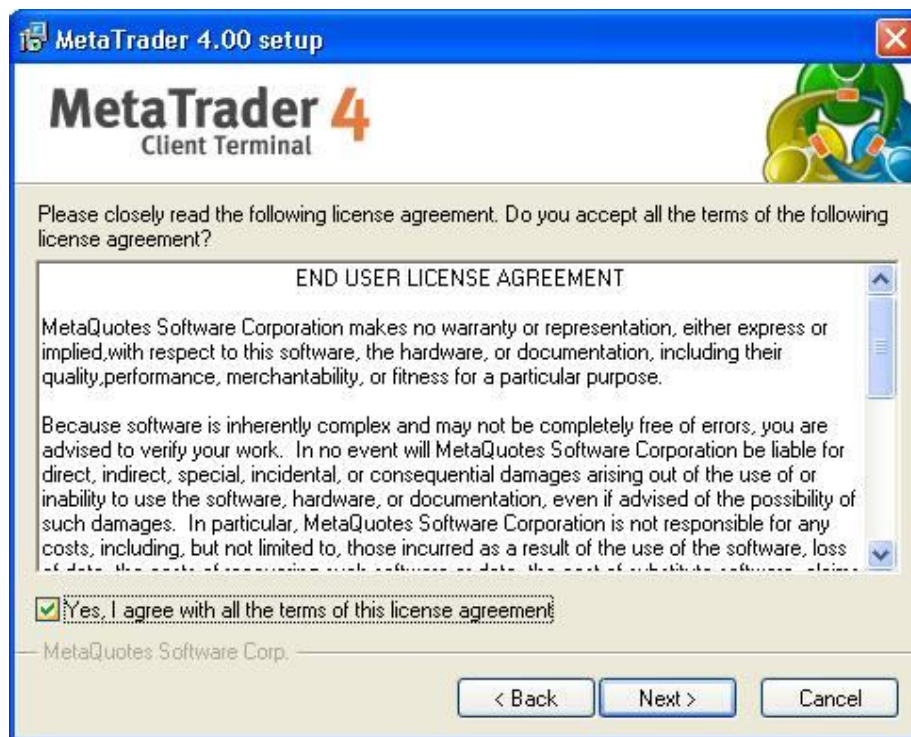 MetaTrader 4.00 setup
MetaTrader 4
Client Terminal
Please closely read the following license agreement. Do you accept all the terms of the following
license agreement?
END USER LICENSE AGREEMENT
MetaQuotes Software Corporation makes no warranty or representation, either express or
implied,with respect to this software, the hardware, or documentation, including their
quality,performance, merchantability, or fitness for a particular purpose.
Because software is inherently complex and may not be completely free of errors, you are
advised to verify your work.  In no event will MetaQuotes Software Corporation be liable for
direct, indirect, special, incidental, or consequential damages arising out of the use of or
inability to use the software, hardware, or documentation, even if advised of the possibility of
such damages.  In particular, MetaQuotes Software Corporation is not responsible for any
costs, including, but not limited to, those incurred as a result of the use of the software, loss
Yes, I agree with all the terms of this license agreement
MetaQuotes Software Corp.
< Back
Next >
Cancel